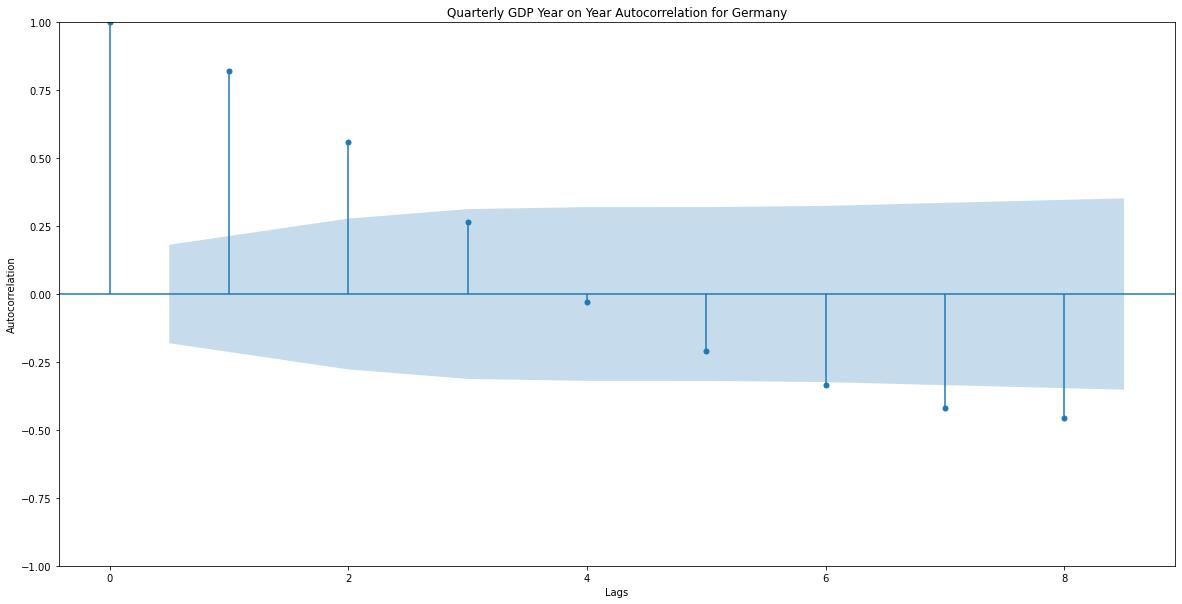 Quarterly GDP Year on Year Autocorrelation for Germany
1.00
0.75
0.50
0.25
0.00
−0.25
−0.50
−0.75
−1.00
Autocorrelation
0 2 4 6 8
Lags